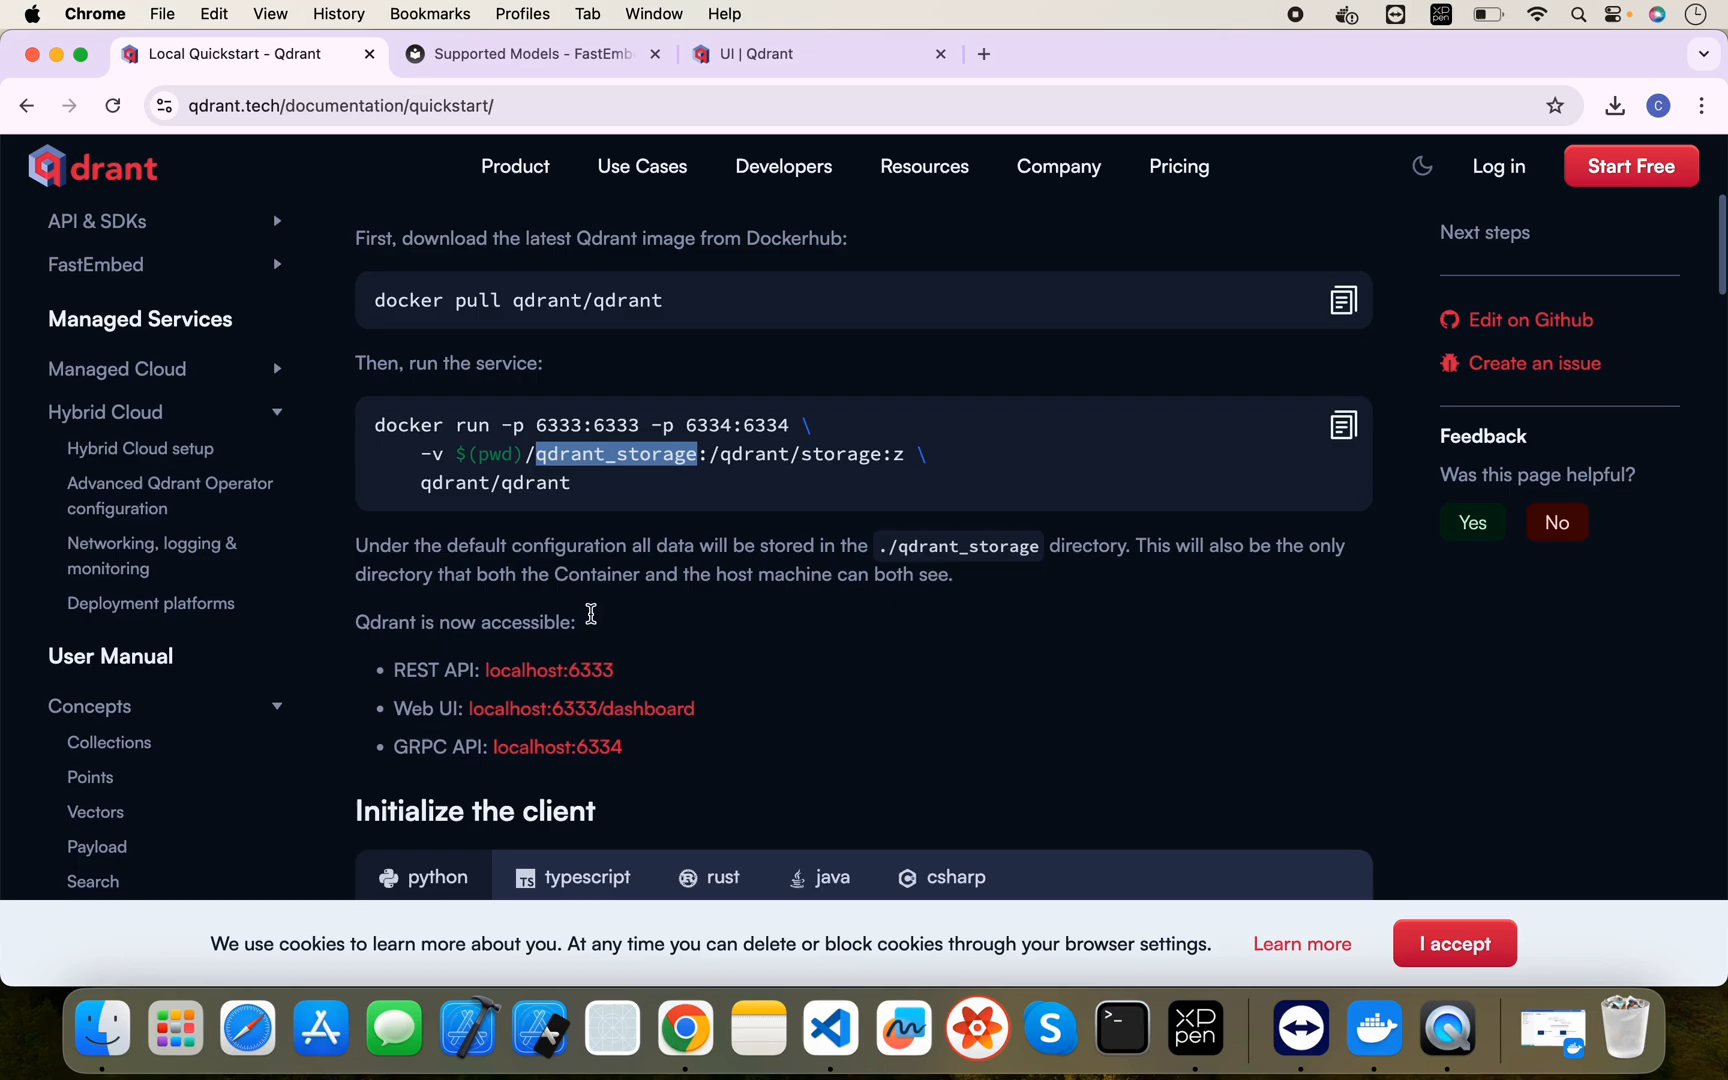 Chrome File Edit View History Bookmarks Profiles Tab Window Help
Local Quickstart - Qdrant
Supported Models - FastEmb
UI | Qdrant
qdrant.tech/documentation/quickstart/
C
qdrant
Product Use Cases Developers Resources Company Pricing Log in Start Free
API & SDKs
FastEmbed
Managed Services
Managed Cloud
Hybrid Cloud
Hybrid Cloud setup
Advanced Qdrant Operator
configuration
Networking, logging &
monitoring
Deployment platforms
User Manual
Concepts
Collections
Points
Vectors
Payload
Search
First, download the latest Qdrant image from Dockerhub:
docker pull qdrant/qdrant
Then, run the service:
docker run -p 6333:6333 -p 6334:6334 \
-v $(pwd)/qdrant_storage:/qdrant/storage:z \
qdrant/qdrant
Under the default configuration all data will be stored in the ./qdrant_storage directory. This will also be the only
directory that both the Container and the host machine can both see.
Qdrant is now accessible:
• REST API: localhost:6333
• Web UI: localhost:6333/dashboard
• GRPC API: localhost:6334
Initialize the client
python TS typescript rust java csharp
Next steps
Edit on Github
Create an issue
Feedback
Was this page helpful?
Yes No
We use cookies to learn more about you. At any time you can delete or block cookies through your browser settings. Learn more I accept
XP
pen